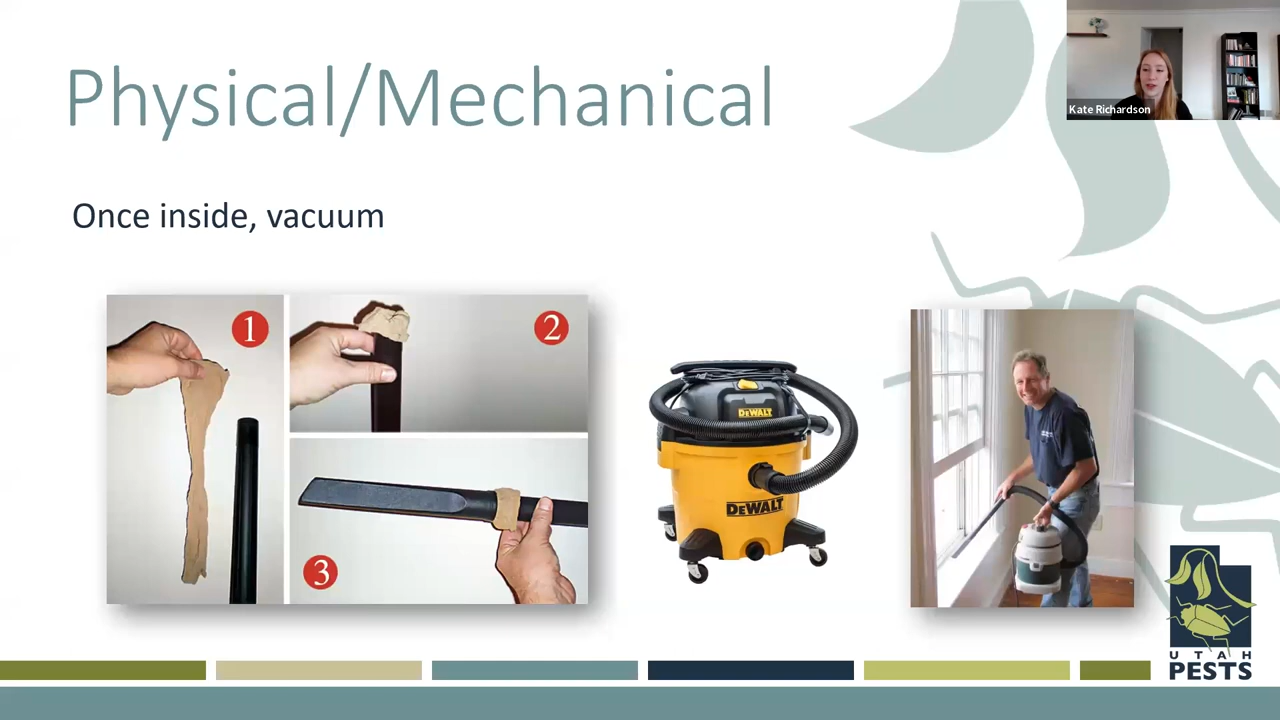 Physical/Mechanical
Kate Richardson
Once inside, vacuum
1
2
3
DEWALT
DEWALT
UTAH
PESTS